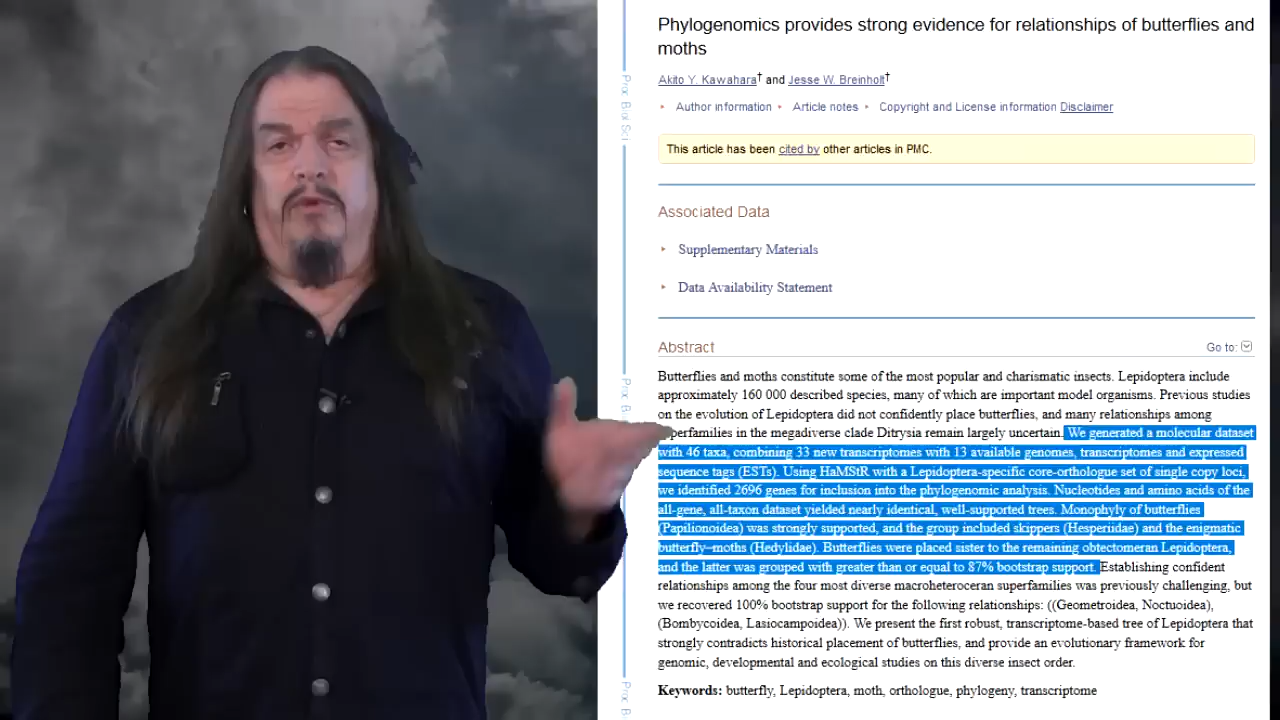 Phylogenomics provides strong evidence for relationships of butterflies and
moths
Akito Y. Kawahara† and Jesse W. Breinholt†
Author information Article notes Copyright and License information Disclaimer
This article has been cited by other articles in PMC.
Associated Data
Supplementary Materials
Data Availability Statement
Abstract
Go to:
Butterflies and moths constitute some of the most popular and charismatic insects. Lepidoptera include
approximately 160 000 described species, many of which are important model organisms. Previous studies
on the evolution of Lepidoptera did not confidently place butterflies, and many relationships among
perfamilies in the megadiverse clade Ditrysia remain largely uncertain. We generated a molecular dataset
with 46 taxa, combining 33 new transcriptomes with 13 available genomes, transcriptomes and expressed
sequence tags (ESTs). Using HaMStR with a Lepidoptera-specific core-orthologue set of single copy loci,
we identified 2696 genes for inclusion into the phylogenomic analysis. Nucleotides and amino acids of the
all-gene, all-taxon dataset yielded nearly identical, well-supported trees. Monophyly of butterflies
(Papilionoidea) was strongly supported, and the group included skippers (Hesperiidae) and the enigmatic
butterfly–moths (Hedylidae). Butterflies were placed sister to the remaining obtectomeran Lepidoptera,
and the latter was grouped with greater than or equal to 87% bootstrap support. Establishing confident
relationships among the four most diverse macroheteroceran superfamilies was previously challenging, but
we recovered 100% bootstrap support for the following relationships: ((Geometroidea, Noctuoidea),
(Bombycoidea, Lasiocampoidea)). We present the first robust, transcriptome-based tree of Lepidoptera that
strongly contradicts historical placement of butterflies, and provide an evolutionary framework for
genomic, developmental and ecological studies on this diverse insect order.
Keywords: butterfly, Lepidoptera, moth, orthologue, phylogeny, transcriptome
Proc Biol Sci
Proc B
Proc B